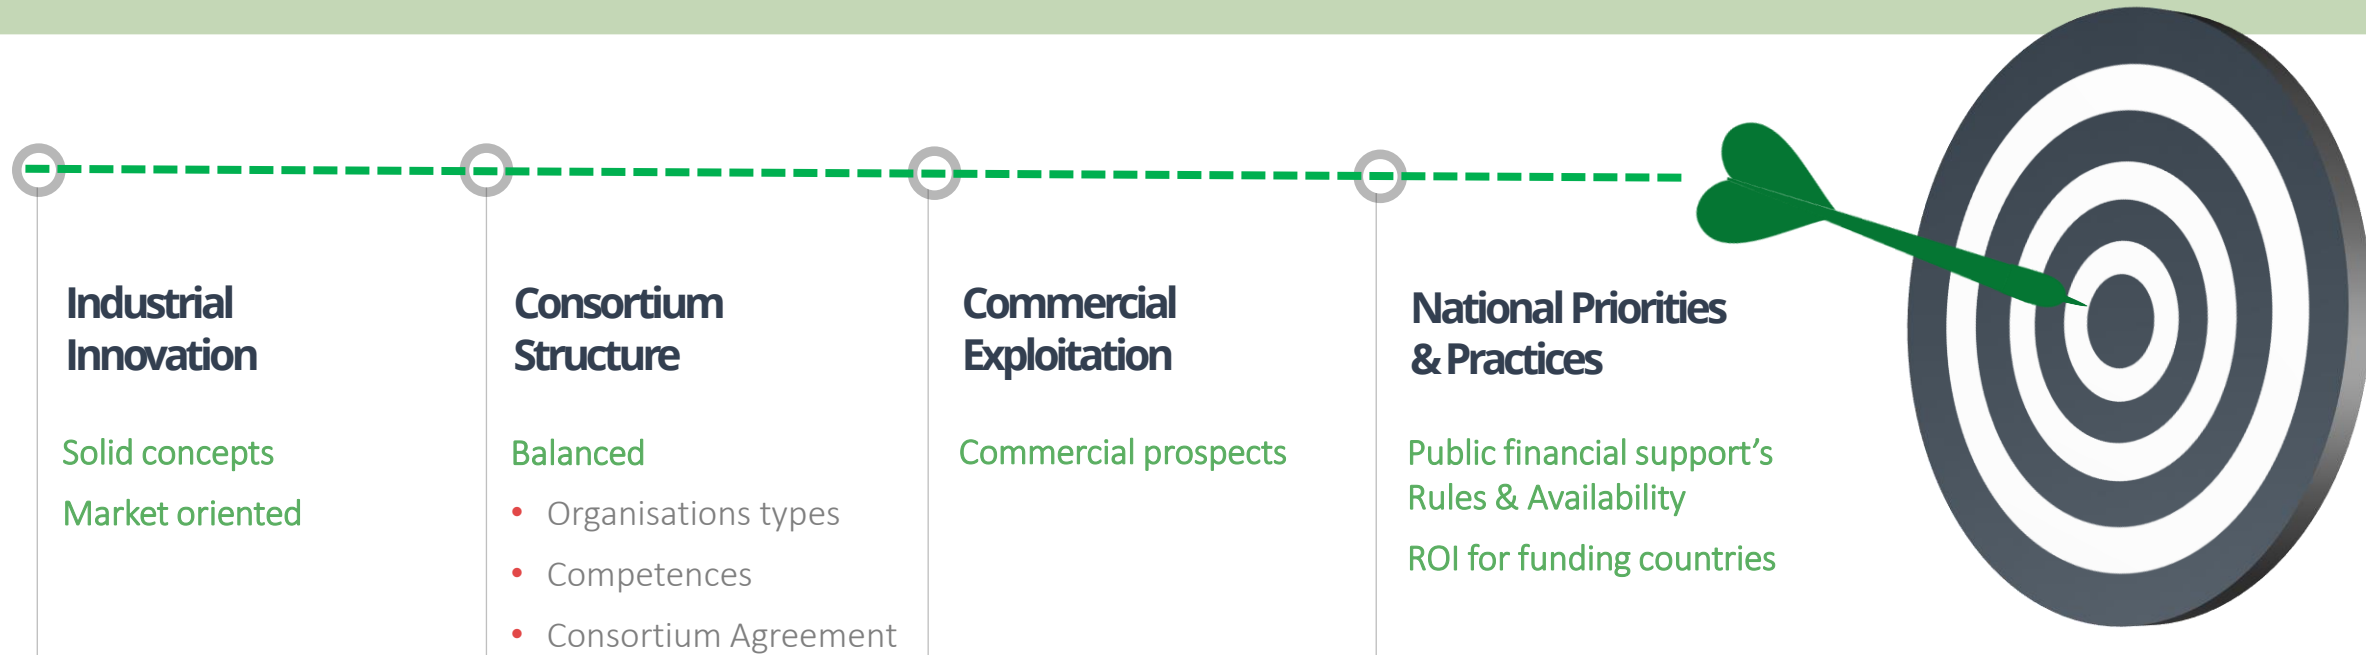 Industrial
Innovation
Solid concepts
Market oriented
Consortium
Structure
Balanced
• Organisations types
• Competences
• Consortium Agreement
Commercial
Exploitation
Commercial prospects
National Priorities
& Practices
Public financial support’s
Rules & Availability
ROI for funding countries